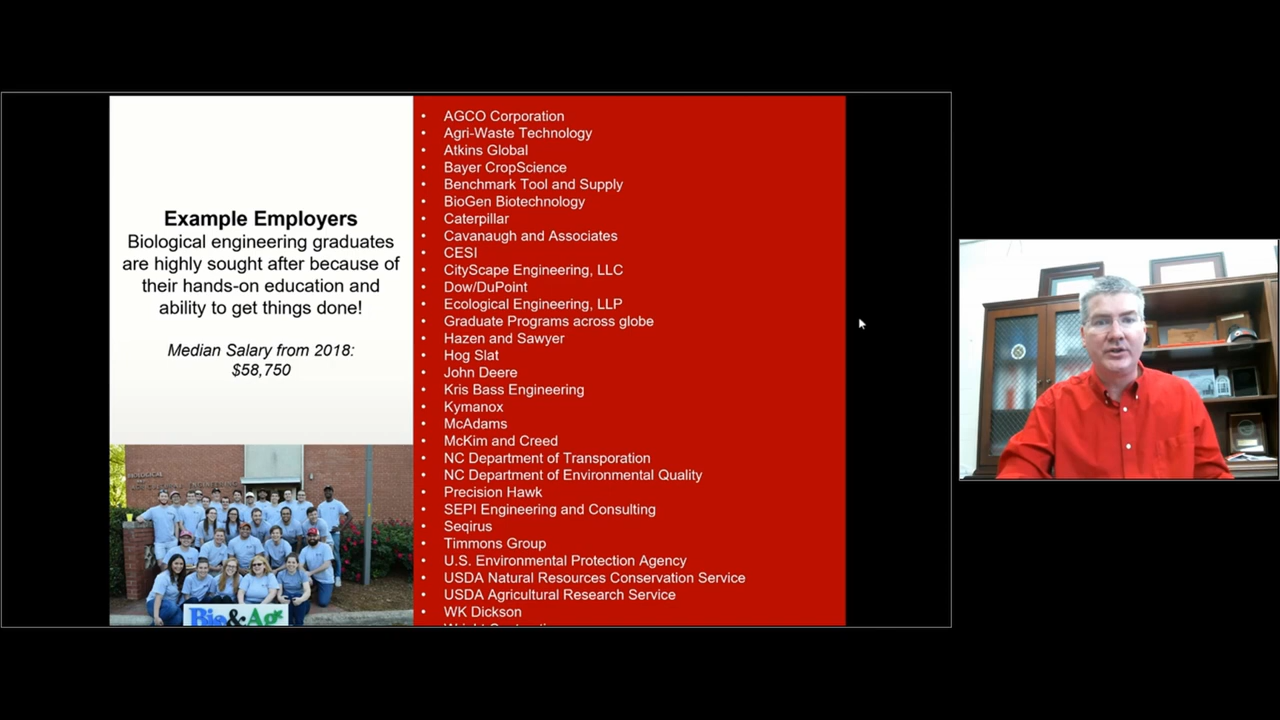 Example Employers
Biological engineering graduates
are highly sought after because of
their hands-on education and
ability to get things done!
Median Salary from 2018:
$58,750
BIOLOGICAL
Bio&Ag
• AGCO Corporation
• Agri-Waste Technology
• Atkins Global
• Bayer CropScience
• Benchmark Tool and Supply
• BioGen Biotechnology
• Caterpillar
• Cavanaugh and Associates
• CESI
• CityScape Engineering, LLC
• Dow/DuPoint
• Ecological Engineering, LLP
• Graduate Programs across globe
• Hazen and Sawyer
• Hog Slat
• John Deere
• Kris Bass Engineering
• Kymanox
• McAdams
• McKim and Creed
• NC Department of Transporation
• NC Department of Environmental Quality
• Precision Hawk
• SEPI Engineering and Consulting
• Seqirus
• Timmons Group
• U.S. Environmental Protection Agency
• USDA Natural Resources Conservation Service
• USDA Agricultural Research Service
• WK Dickson